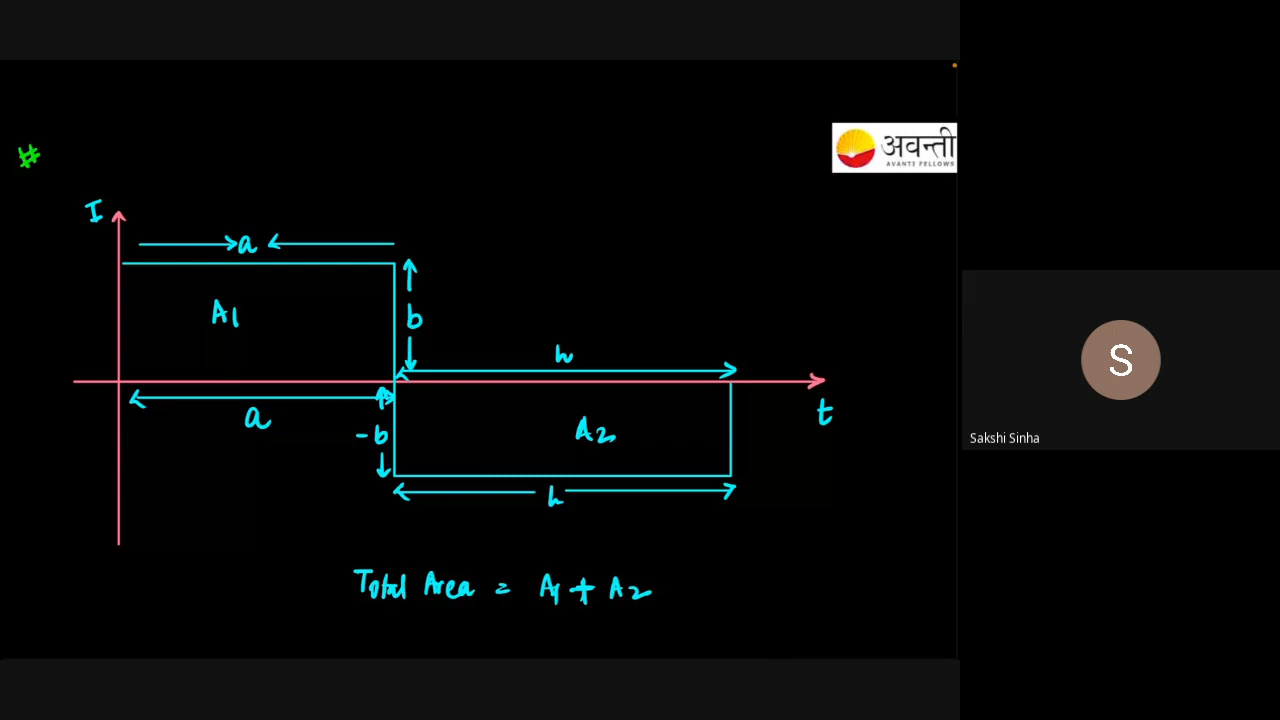 #
अवन्ती
AVANTI FELLOWS
I
a
A1
b
h
t
a
-b
A2
h
Total Area = A1 + A2
S
Sakshi Sinha